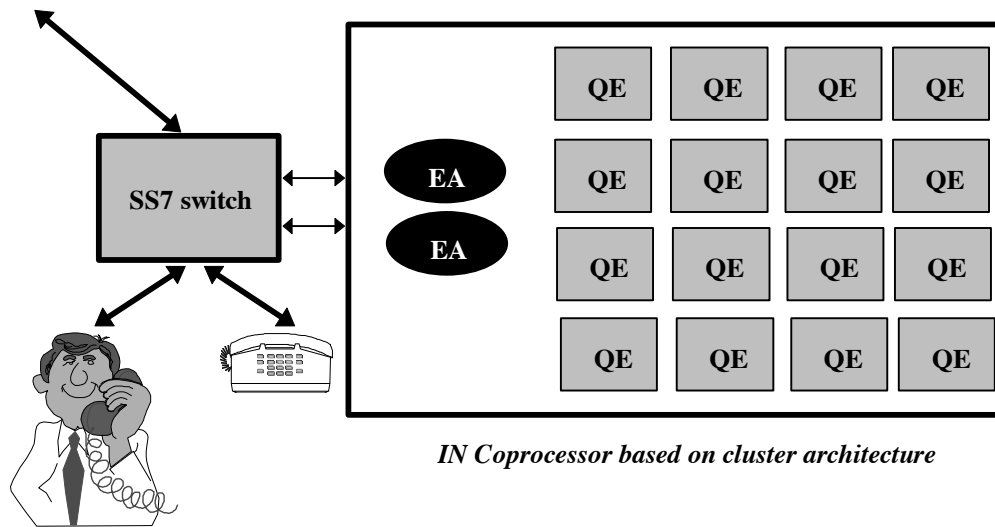 QE QE QE QE
SS7 switch
EA
QE QE QE QE
EA
QE QE QE QE
QE QE QE QE
IN Coprocessor based on cluster architecture